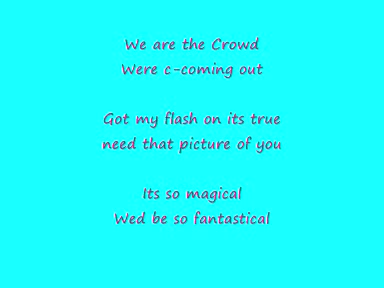 We are the Crowd
Were c-coming out
Got my flash on its true
need that picture of you
Its so magical
Wed be so fantastical